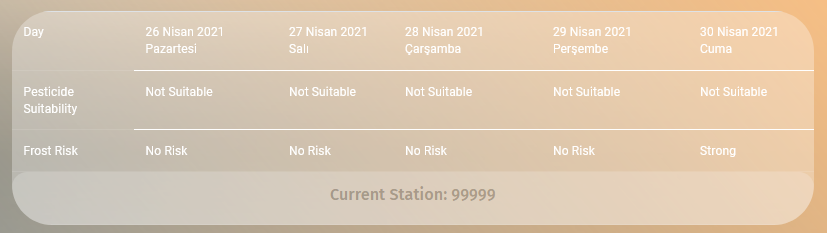 Day 26 Nisan 2021 27 Nisan 2021 28 Nisan 2021 29 Nisan 2021 30 Nisan 2021
Pazartesi Salı Çarşamba Perşembe Cuma
Pesticide Not Suitable Not Suitable Not Suitable Not Suitable Not Suitable
Suitability
Frost Risk No Risk No Risk No Risk No Risk Strong
Current Station: 99999